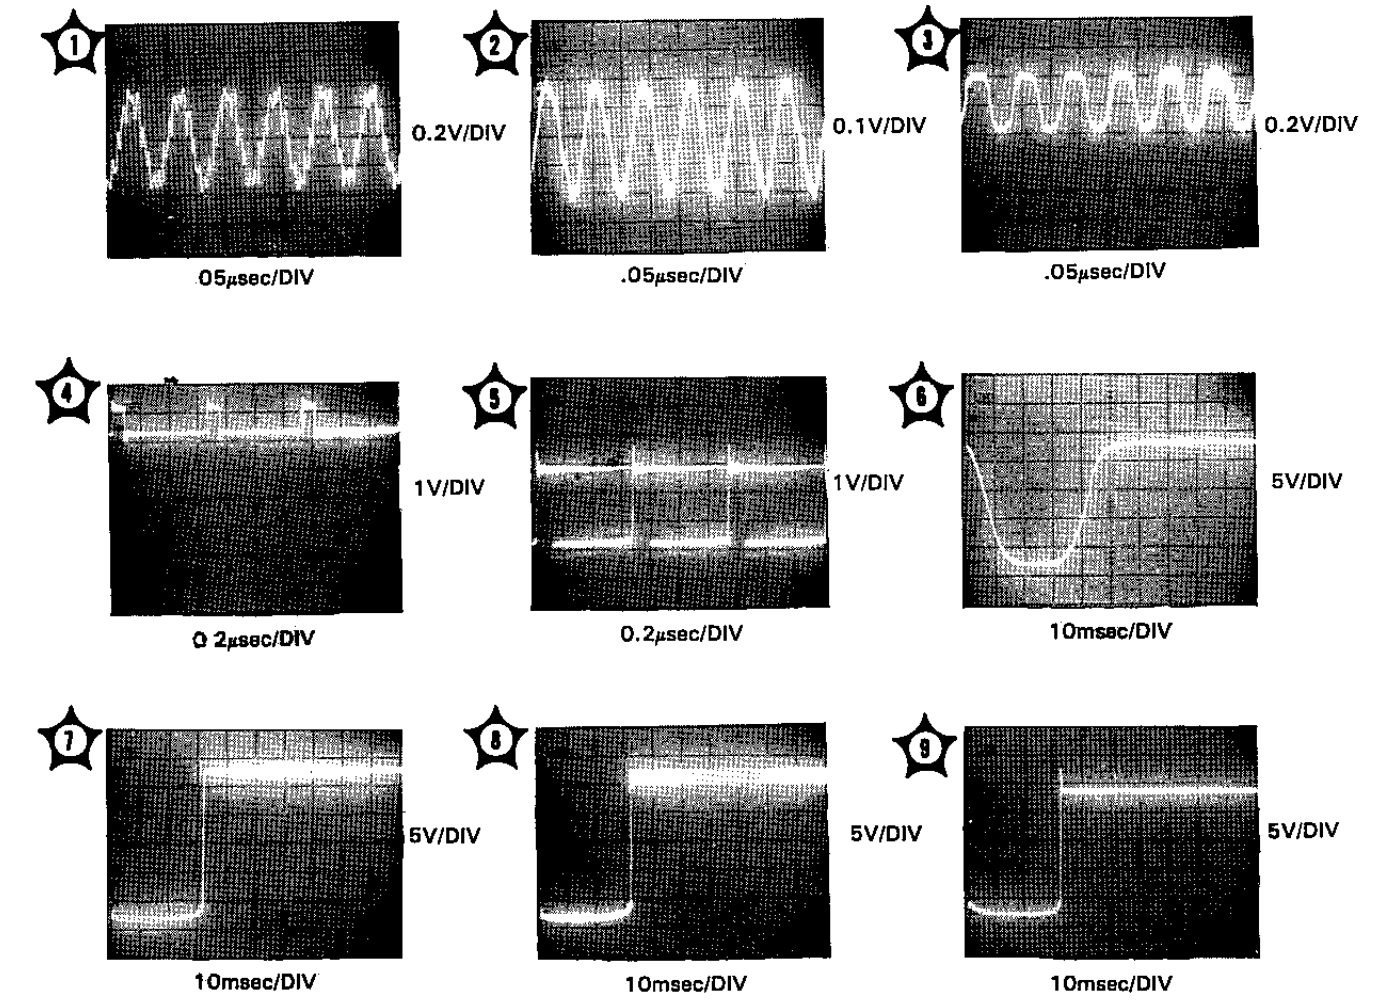 1
2
3
0.2V/DIV
0.1V/DIV
0.2V/DIV
05µsec/DIV
.05µsec/DIV
.05µsec/DIV
4
5
6
1V/DIV
1V/DIV
5V/DIV
0 2µsec/DIV
0.2µsec/DIV
10msec/DIV
7
8
9
5V/DIV
5V/DIV
5V/DIV
10msec/DIV
10msec/DIV
10msec/DIV